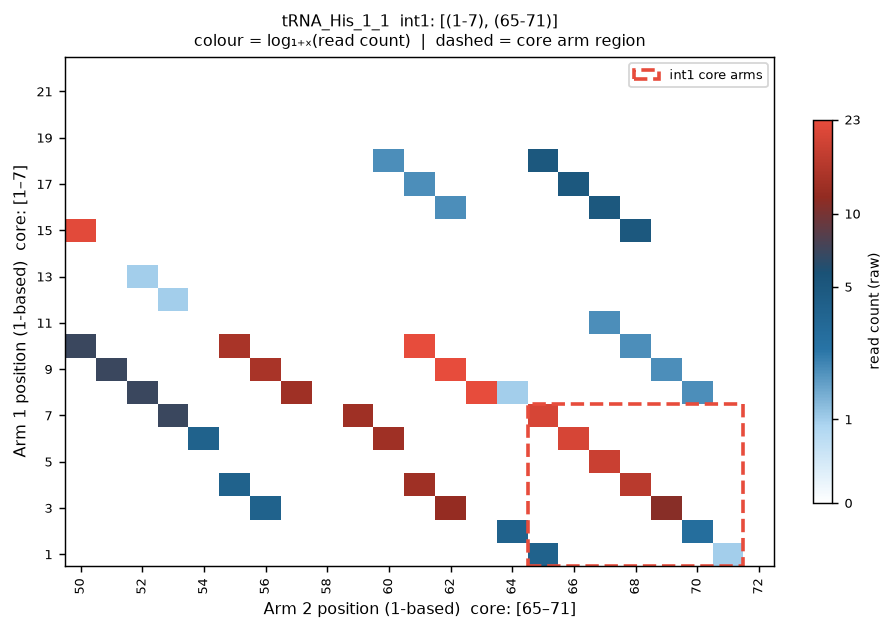 tRNA_His_1_1  int1: [(1-7), (65-71)]
colour = log₁₊ₓ(read count)  |  dashed = core arm region
int1 core arms
Arm 1 position (1-based)  core: [1–7]
21
19
17
15
13
11
9
7
5
3
1
50 52 54 56 58 60 62 64 66 68 70 72
Arm 2 position (1-based)  core: [65–71]
23
10
5
1
0
read count (raw)